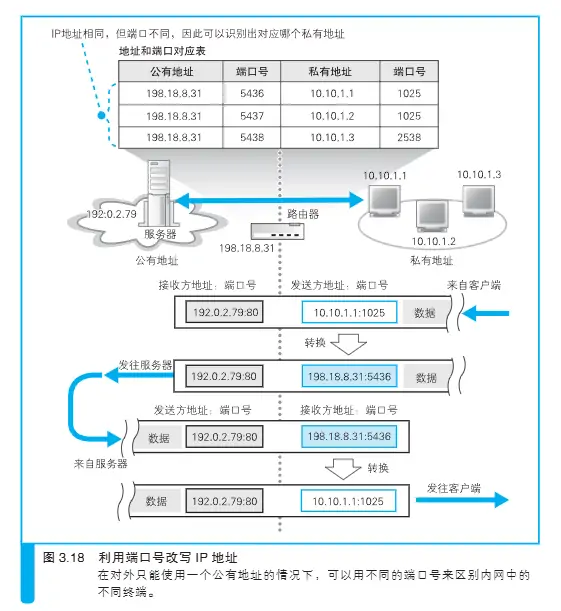 IP地址相同，但端口不同，因此可以识别出对应哪个私有地址
地址和端口对应表
公有地址 端口号 私有地址 端口号
198.18.8.31 5436 10.10.1.1 1025
198.18.8.31 5437 10.10.1.2 1025
198.18.8.31 5438 10.10.1.3 2538
10.10.1.1
10.10.1.3
192.0.2.79
服务器
路由器
198.18.8.31
10.10.1.2
公有地址
私有地址
接收方地址：端口号 发送方地址：端口号 来自客户端
192.0.2.79:80 10.10.1.1:1025 数据
转换
发往服务器
192.0.2.79:80 198.18.8.31:5436 数据
发送方地址：端口号 接收方地址：端口号
数据 192.0.2.79:80 198.18.8.31:5436
来自服务器
转换
发往客户端
数据 192.0.2.79:80 10.10.1.1:1025
图 3.18 利用端口号改写 IP 地址
在对外只能使用一个公有地址的情况下，可以用不同的端口号来区别内网中的
不同终端。